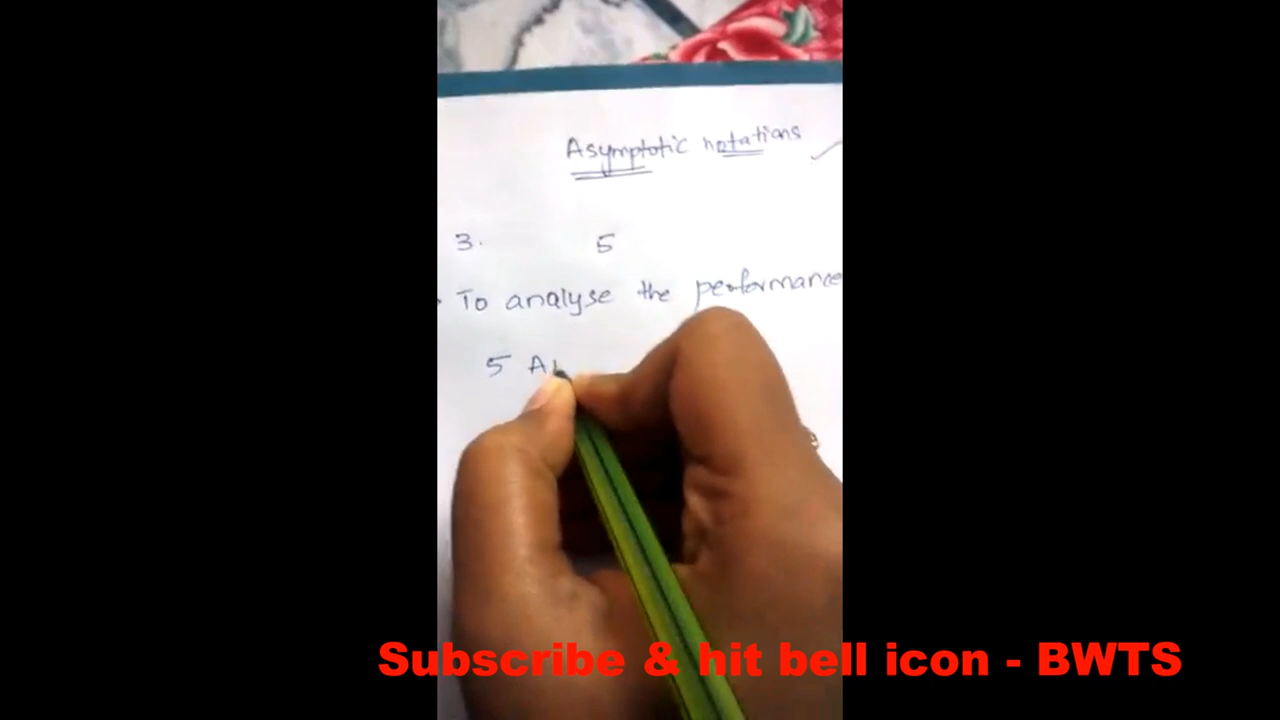 Asymptotic notations
3. 5
To analyse the performance
5
Subscribe & hit bell icon - BWTS